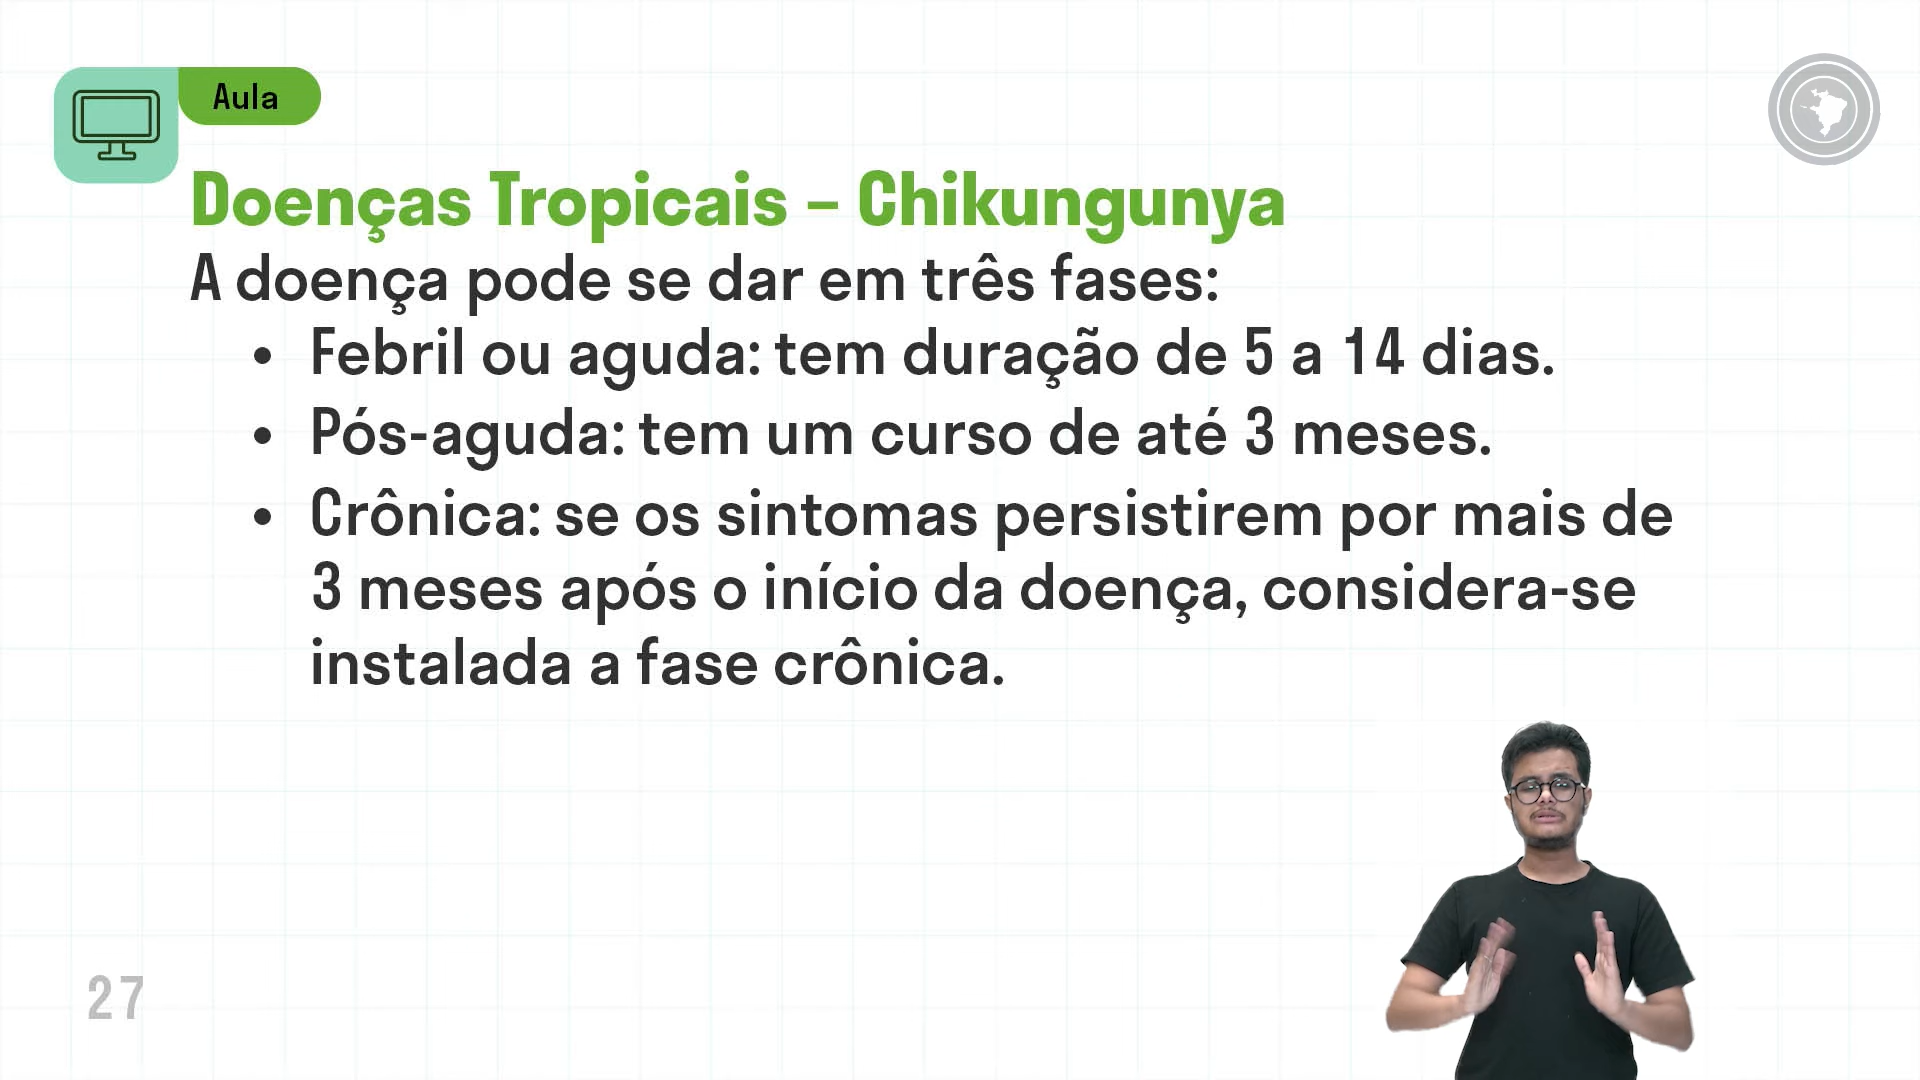 Aula
Doenças Tropicais – Chikungunya
A doença pode se dar em três fases:
• Febril ou aguda: tem duração de 5 a 14 dias.
• Pós-aguda: tem um curso de até 3 meses.
• Crônica: se os sintomas persistirem por mais de
3 meses após o início da doença, considera-se
instalada a fase crônica.
27